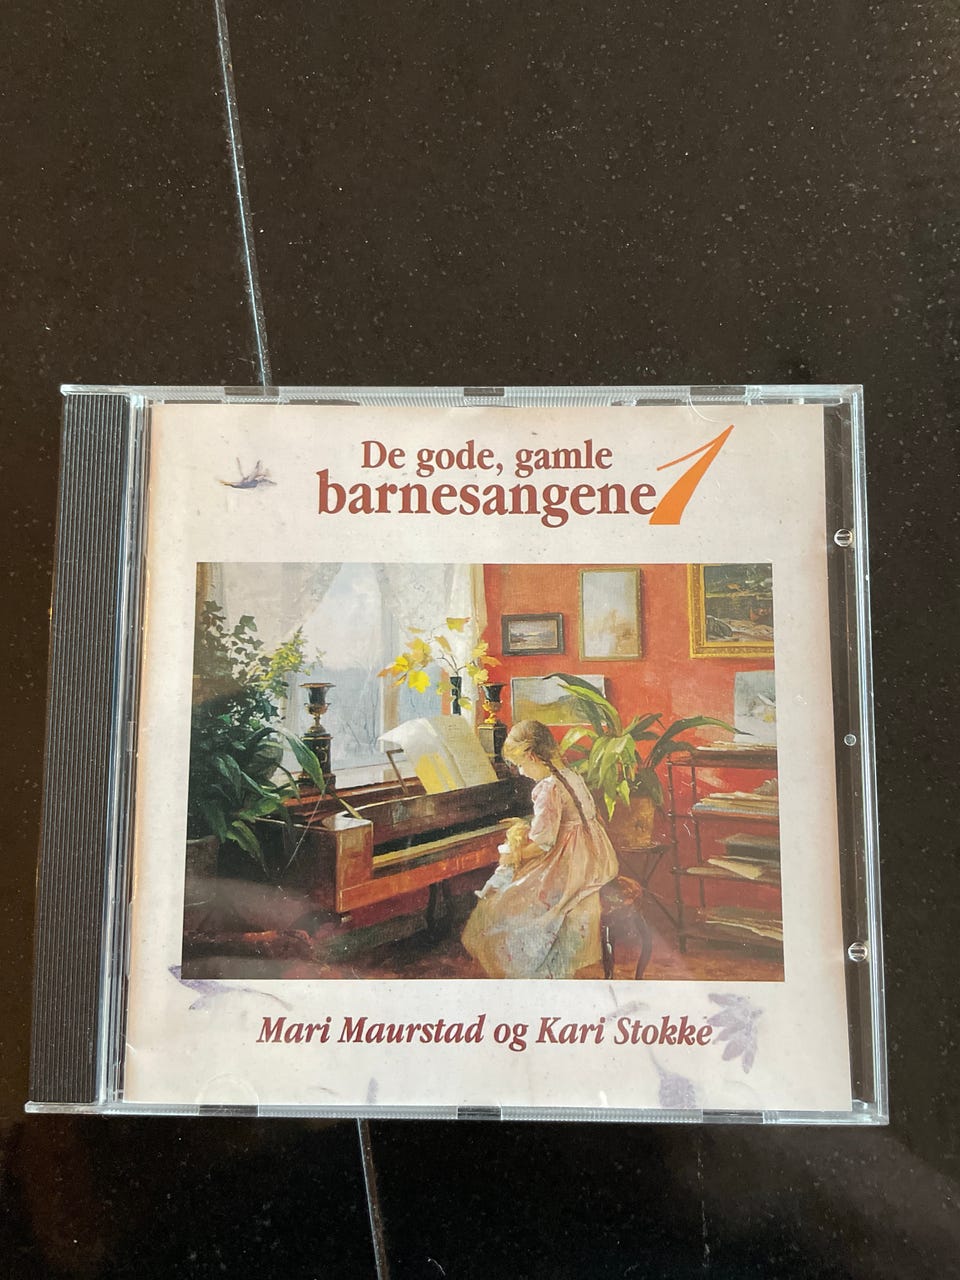 De gode, gamle
barnesangene 1
Mari Maurstad og Kari Stokke